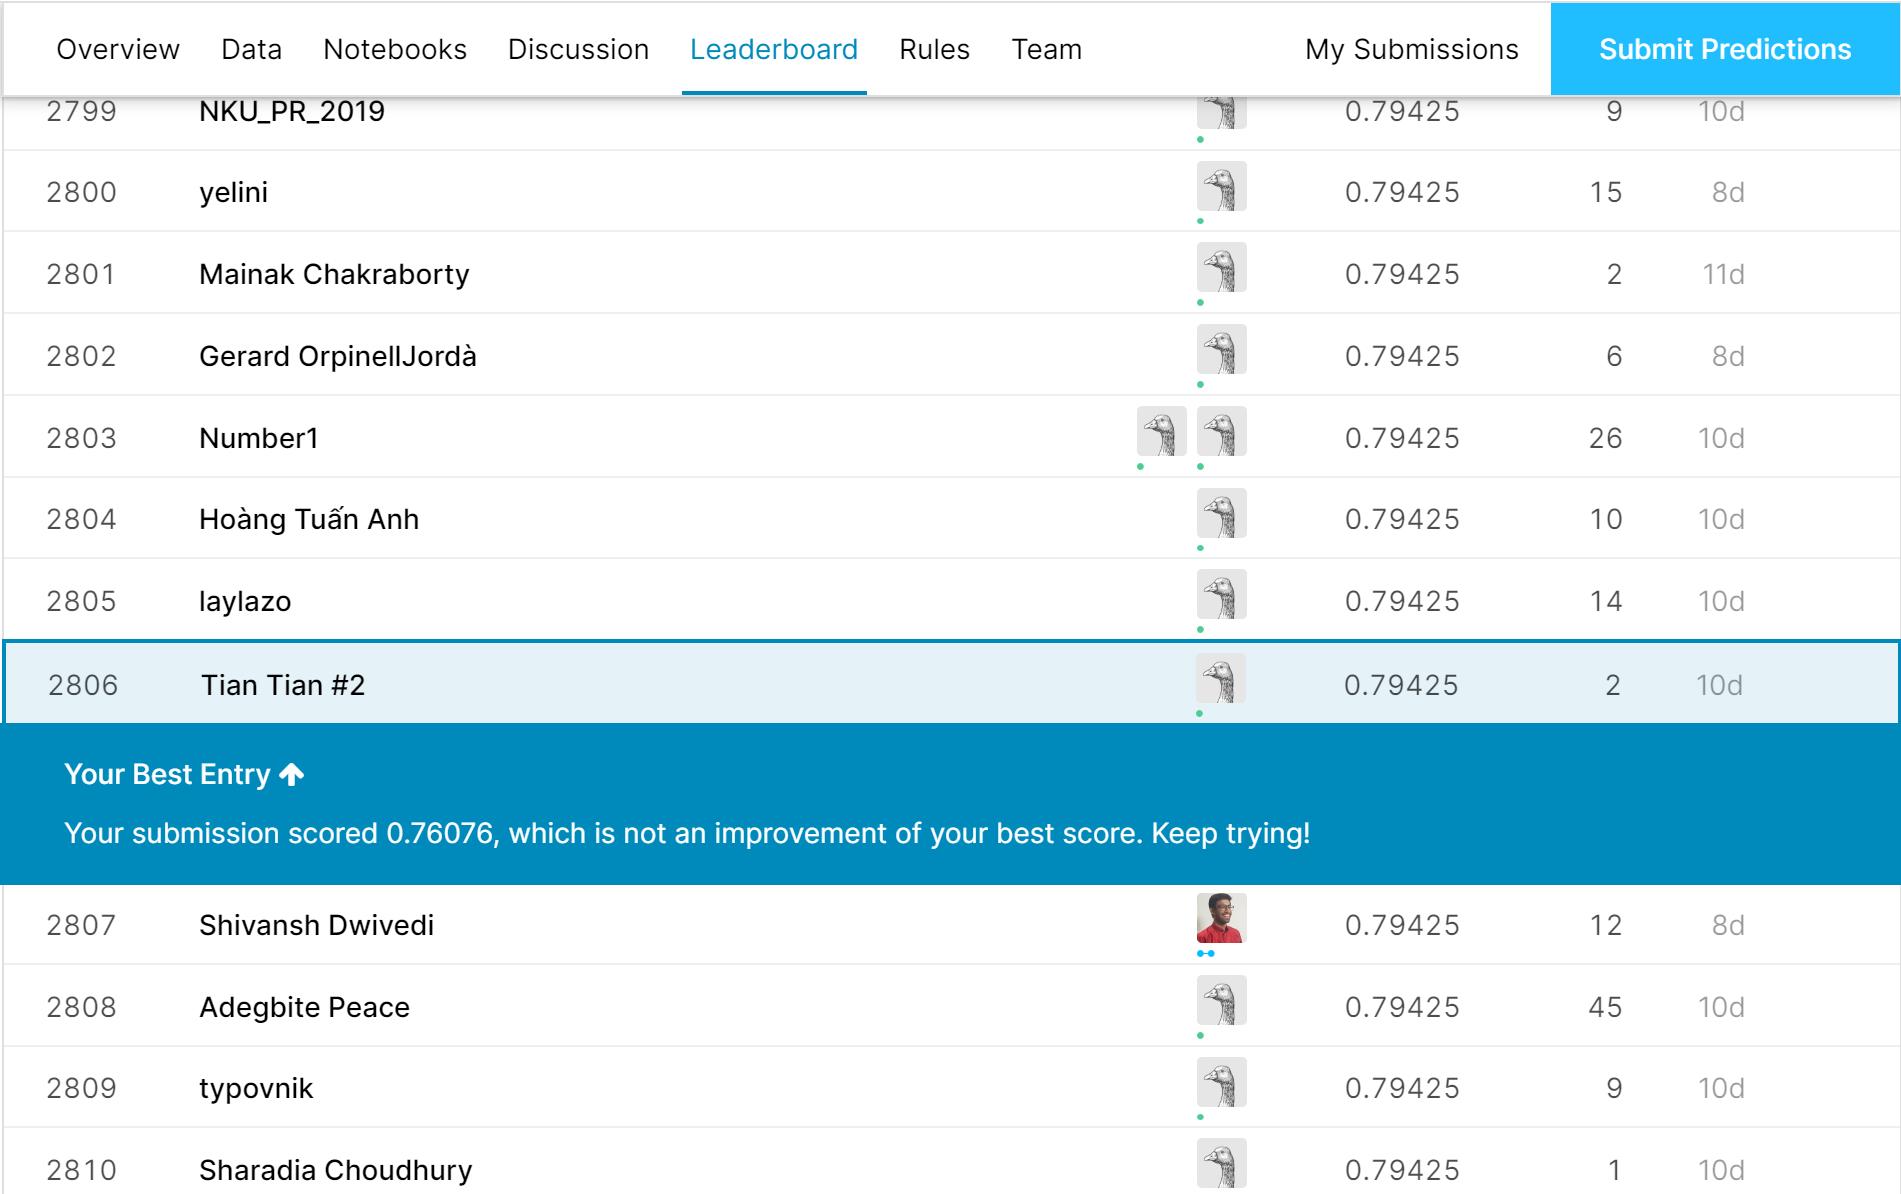 Overview Data Notebooks Discussion Leaderboard Rules Team My Submissions Submit Predictions
2799 NKU_PR_2019 0.79425 9 10d
2800 yelini 0.79425 15 8d
2801 Mainak Chakraborty 0.79425 2 11d
2802 Gerard OrpinellJordà 0.79425 6 8d
2803 Number1 0.79425 26 10d
2804 Hoàng Tuấn Anh 0.79425 10 10d
2805 laylazo 0.79425 14 10d
2806 Tian Tian #2 0.79425 2 10d
Your Best Entry
Your submission scored 0.76076, which is not an improvement of your best score. Keep trying!
2807 Shivansh Dwivedi 0.79425 12 8d
2808 Adegbite Peace 0.79425 45 10d
2809 typovnik 0.79425 9 10d
2810 Sharadia Choudhury 0.79425 1 10d